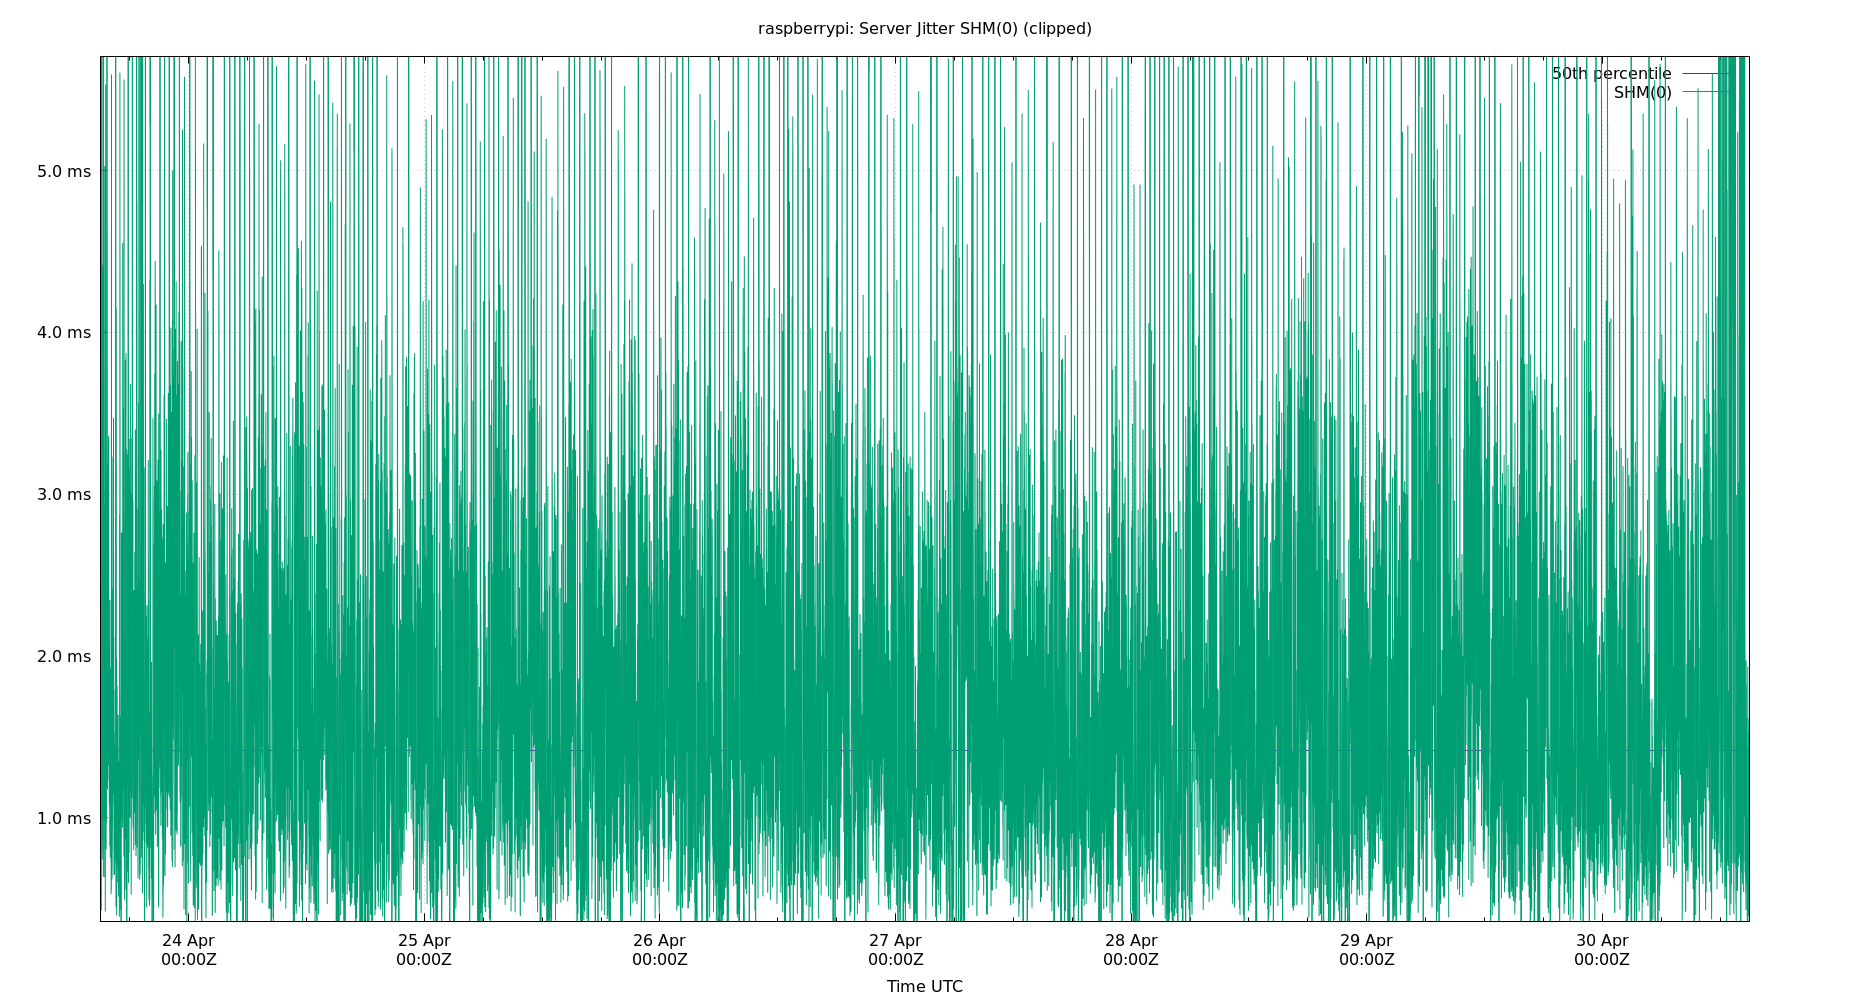 raspberrypi: Server Jitter SHM(0) (clipped)
50th percentile
SHM(0)
5.0 ms
4.0 ms
3.0 ms
2.0 ms
1.0 ms
24 Apr 25 Apr 26 Apr 27 Apr 28 Apr 29 Apr 30 Apr
00:00Z 00:00Z 00:00Z 00:00Z 00:00Z 00:00Z 00:00Z
Time UTC